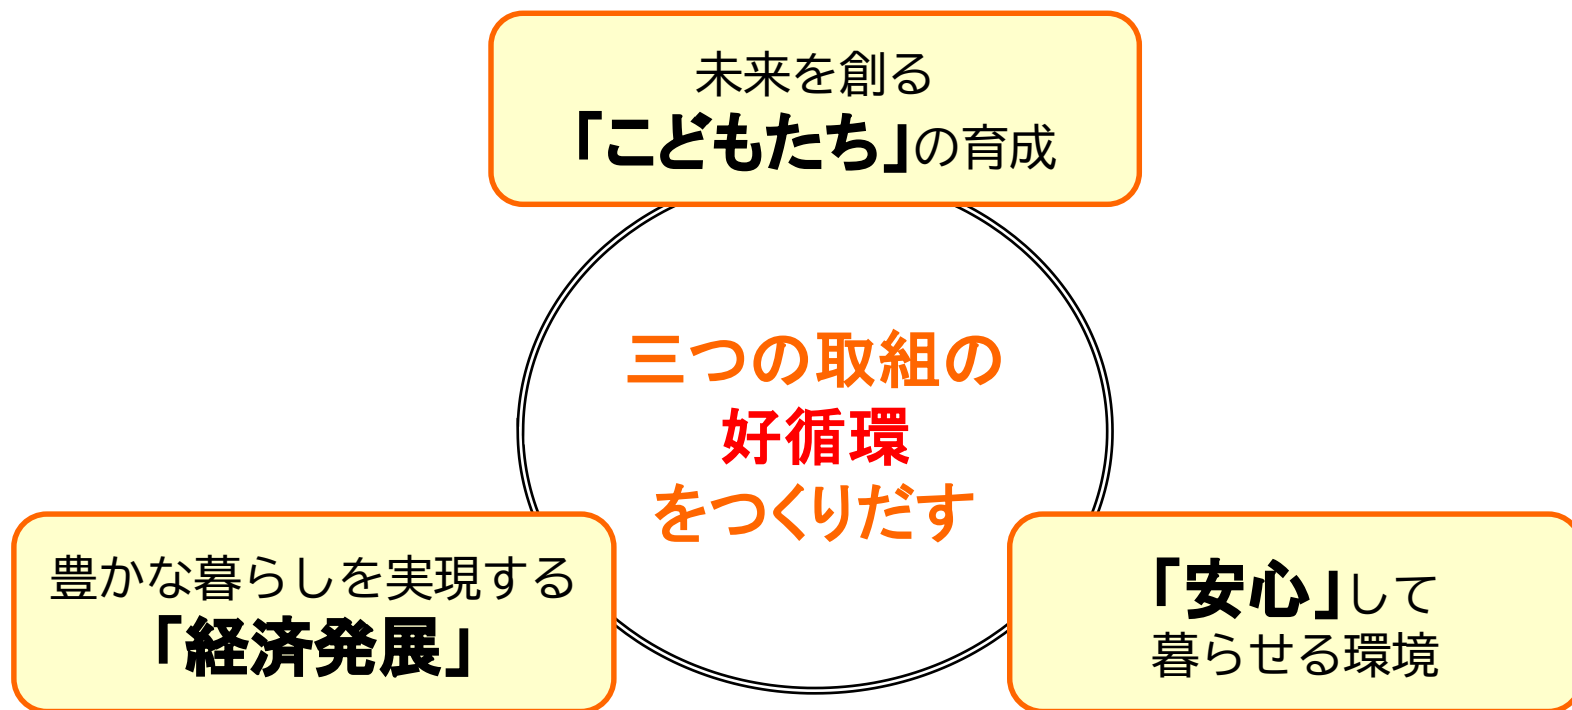 未来を創る
「こどもたち」の育成
三つの取組の
好循環
をつくりだす
豊かな暮らしを実現する
「経済発展」
「安心」して
暮らせる環境